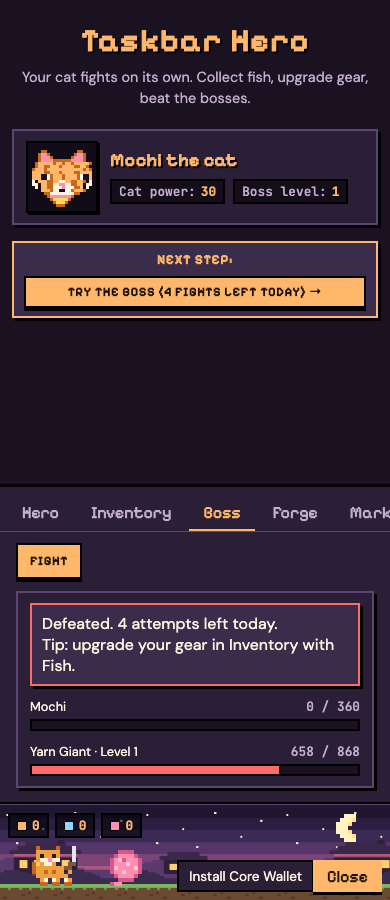 Taskbar Hero
Your cat fights on its own. Collect fish, upgrade gear,
beat the bosses.
Mochi the cat
Cat power: 30
Boss level: 1
NEXT STEP:
TRY THE BOSS (4 FIGHTS LEFT TODAY) →
Hero Inventory Boss Forge Mark
FIGHT
Defeated. 4 attempts left today.
Tip: upgrade your gear in Inventory with
Fish.
Mochi 0 / 360
Yarn Giant · Level 1 658 / 868
0 0 0
Install Core Wallet Close